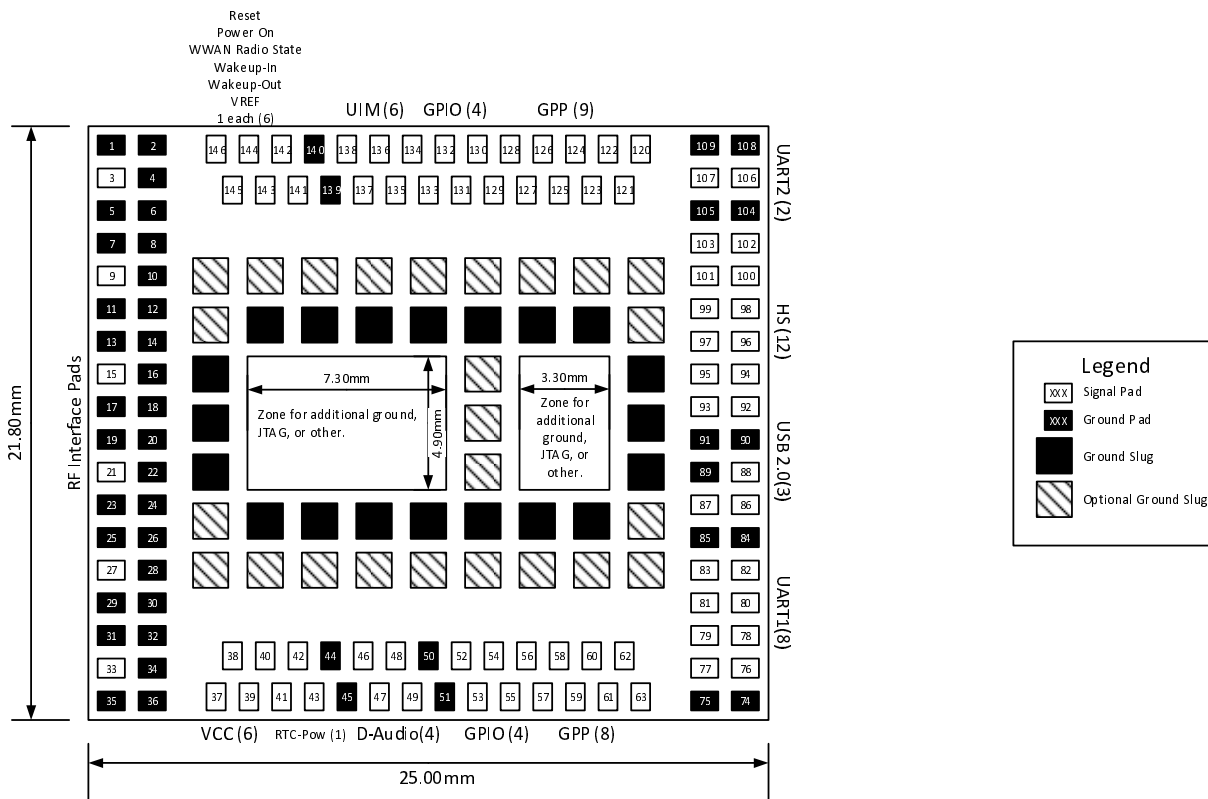 Reset
Power On
WWAN Radio State
Wakeup-In
Wakeup-Out
VREF
1 each (6)
UIM (6) GPIO (4) GPP (9)
146 144 142 140 138 136 134 132 130 128 126 124 122 120
145 143 141 139 137 135 133 131 129 127 125 123 121
1 2
3 4
5 6
7 8
9 10
11 12
13 14
15 16
17 18
19 20
21 22
23 24
25 26
27 28
29 30
31 32
33 34
35 36
109 108
107 106
105 104
103 102
101 100
99 98
97 96
95 94
93 92
91 90
89 88
87 86
85 84
83 82
81 80
79 78
77 76
75 74
UART2 (2)
HS (12)
USB 2.0(3)
UART1(8)
21.80mm
RF Interface Pads
7.30mm
Zone for additional ground,
JTAG, or other.
4.90mm
3.30mm
Zone for
additional
ground,
JTAG, or
other.
38 40 42 44 46 48 50 52 54 56 58 60 62
37 39 41 43 45 47 49 51 53 55 57 59 61 63
VCC (6) RTC-Pow (1) D-Audio(4) GPIO (4) GPP (8)
25.00mm
Legend
XXX Signal Pad
XXX Ground Pad
Ground Slug
Optional Ground Slug